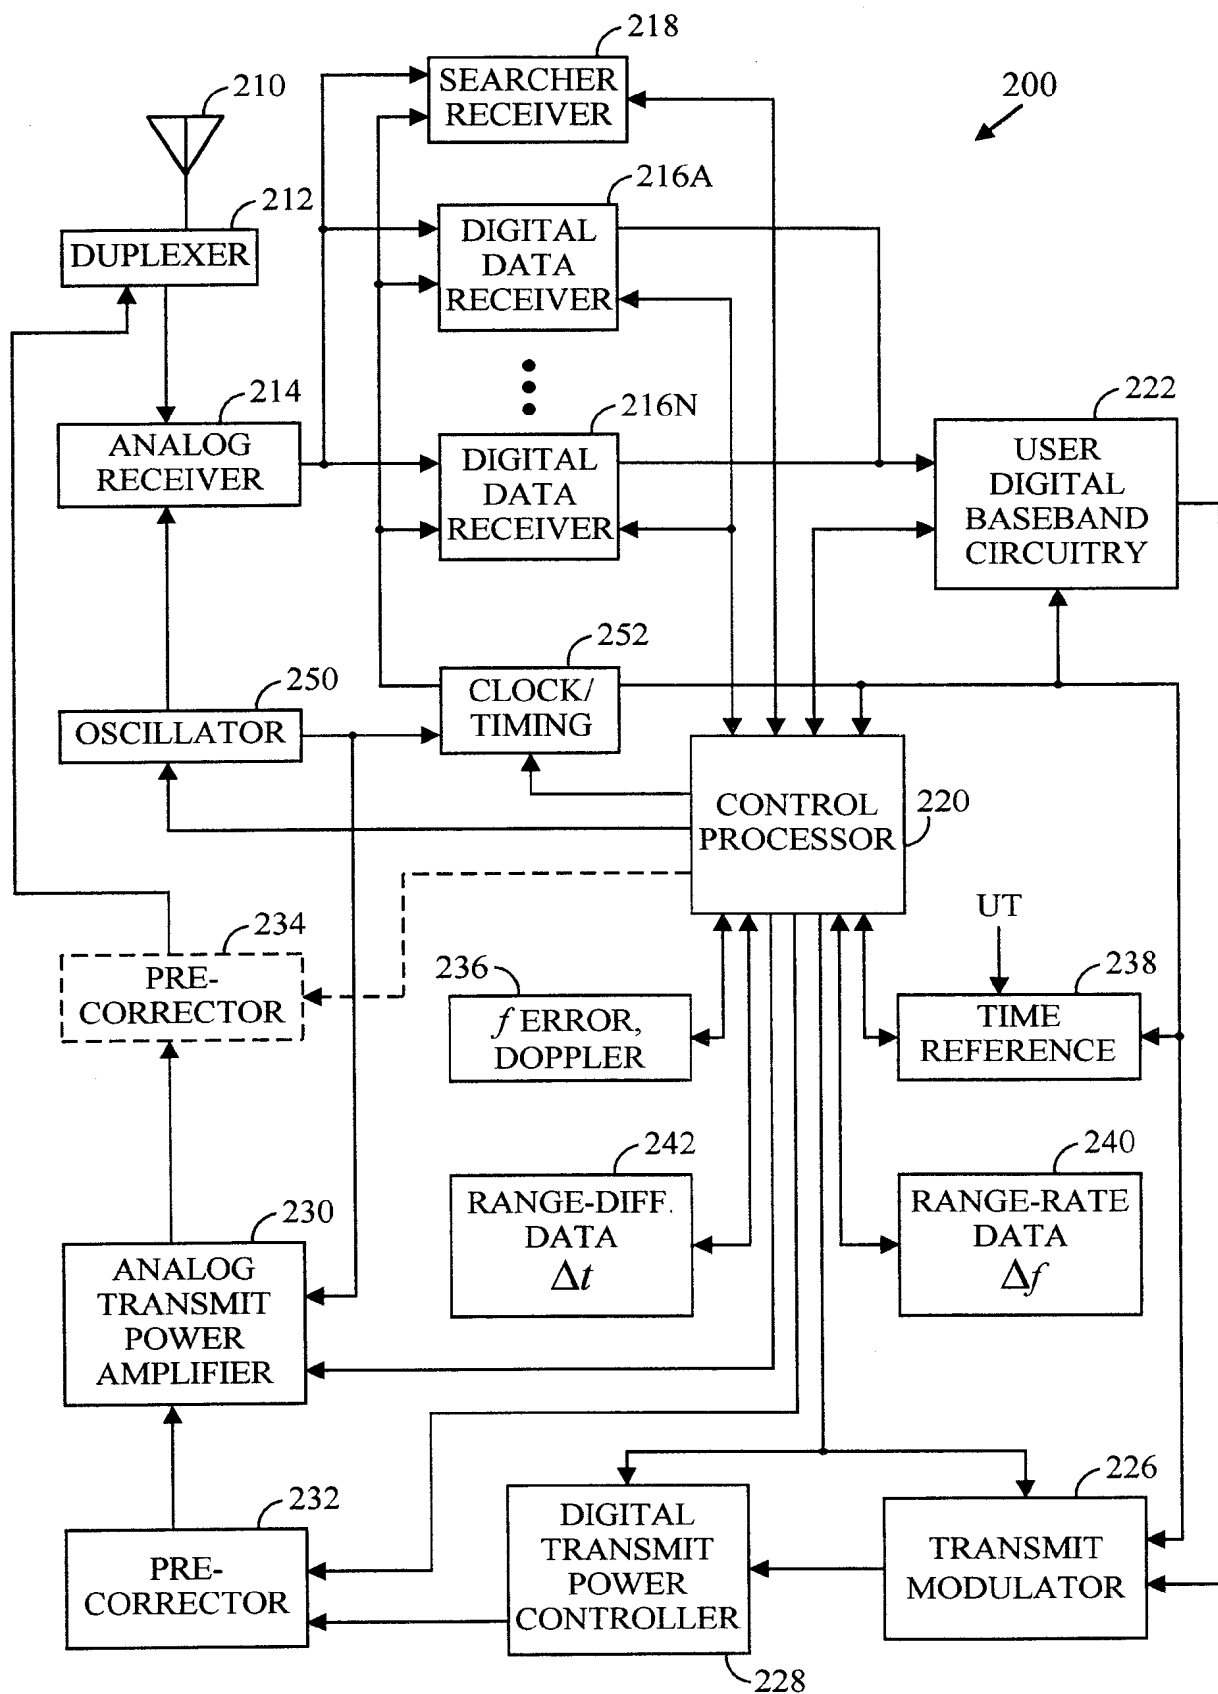 218
SEARCHER
RECEIVER
210
200
216A
212
DUPLEXER
DIGITAL
DATA
RECEIVER
214
ANALOG
RECEIVER
216N
DIGITAL
DATA
RECEIVER
222
USER
DIGITAL
BASEBAND
CIRCUITRY
252
CLOCK/
TIMING
250
OSCILLATOR
CONTROL
PROCESSOR
220
UT
234
PRE-
CORRECTOR
236
f ERROR,
DOPPLER
238
TIME
REFERENCE
242
RANGE-DIFF.
DATA
Δt
240
RANGE-RATE
DATA
Δf
230
ANALOG
TRANSMIT
POWER
AMPLIFIER
232
PRE-
CORRECTOR
DIGITAL
TRANSMIT
POWER
CONTROLLER
228
226
TRANSMIT
MODULATOR